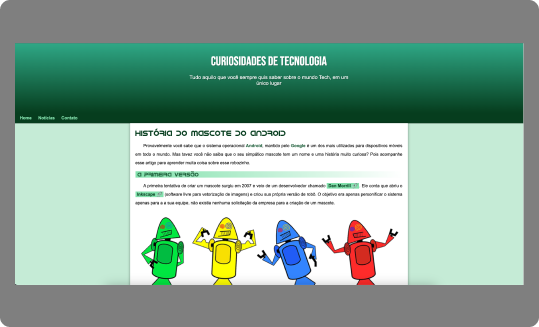 CURIOSIDADES DE TECNOLOGIA
Tudo aquilo que você sempre quis saber sobre o mundo Tech, em um
único lugar
Home Notícias Contato
HISTÓRIA DO MASCOTE DO ANDROID
Provavelmente você sabe que o sistema operacional Android, mantido pelo Google é um dos mais utilizados para dispositivos móveis
em todo o mundo. Mas talvez você não saiba que o seu simpático mascote tem um nome e uma história muito curiosa? Pois acompanhe
esse artigo para aprender muita coisa sobre esse robozinho.
A PRIMEIRA VERSÃO
A primeira tentativa de criar um mascote surgiu em 2007 e veio de um desenvolvedor chamado Dan Morrill. Ele conta que abriu o
Inkscape (software livre para vetorização de imagens) e criou sua própria versão de robô. O objetivo era apenas personificar o sistema
apenas para a a sua equipe, não existia nenhuma solicitação da empresa para a criação de um mascote.